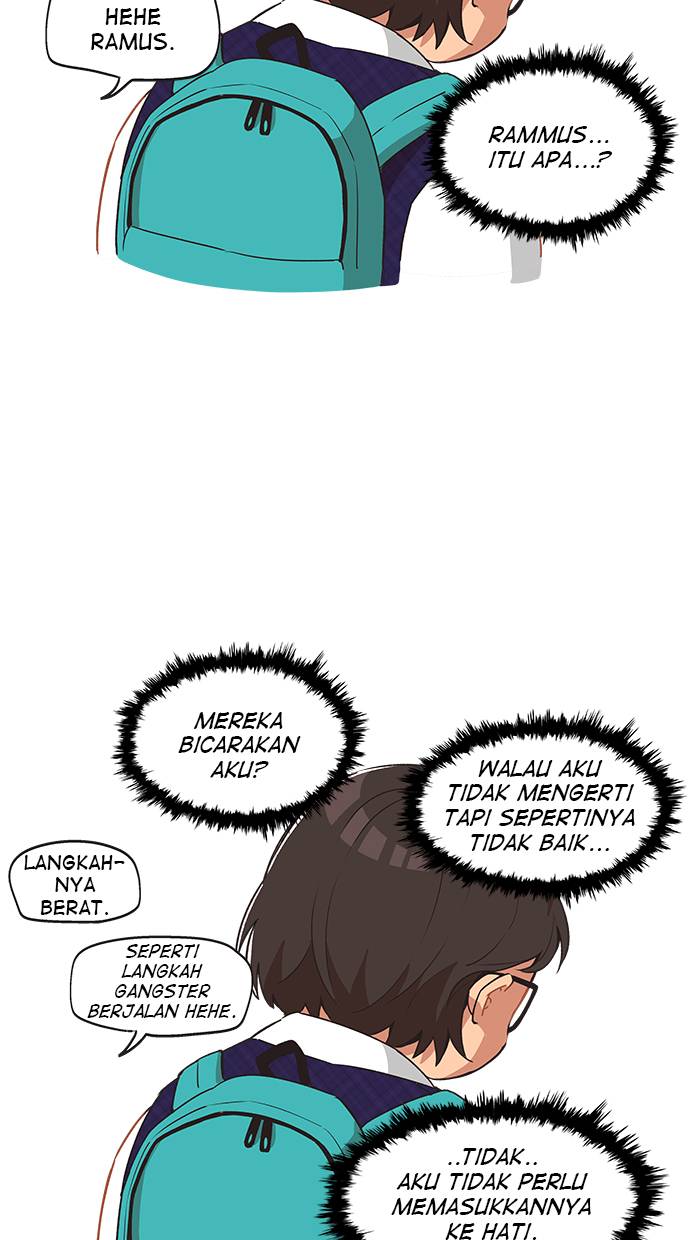 HEHE
RAMUS.
RAMMUS...
ITU APA...?
MEREKA
BICARAKAN
AKU?
WALAU AKU
TIDAK MENGERTI
TAPI SEPERTINYA
TIDAK BAIK...
LANGKAH-
NYA
BERAT.
SEPERTI
LANGKAH
GANGSTER
BERJALAN HEHE.
..TIDAK..
AKU TIDAK PERLU
MEMASUKKANNYA
KE HATI.